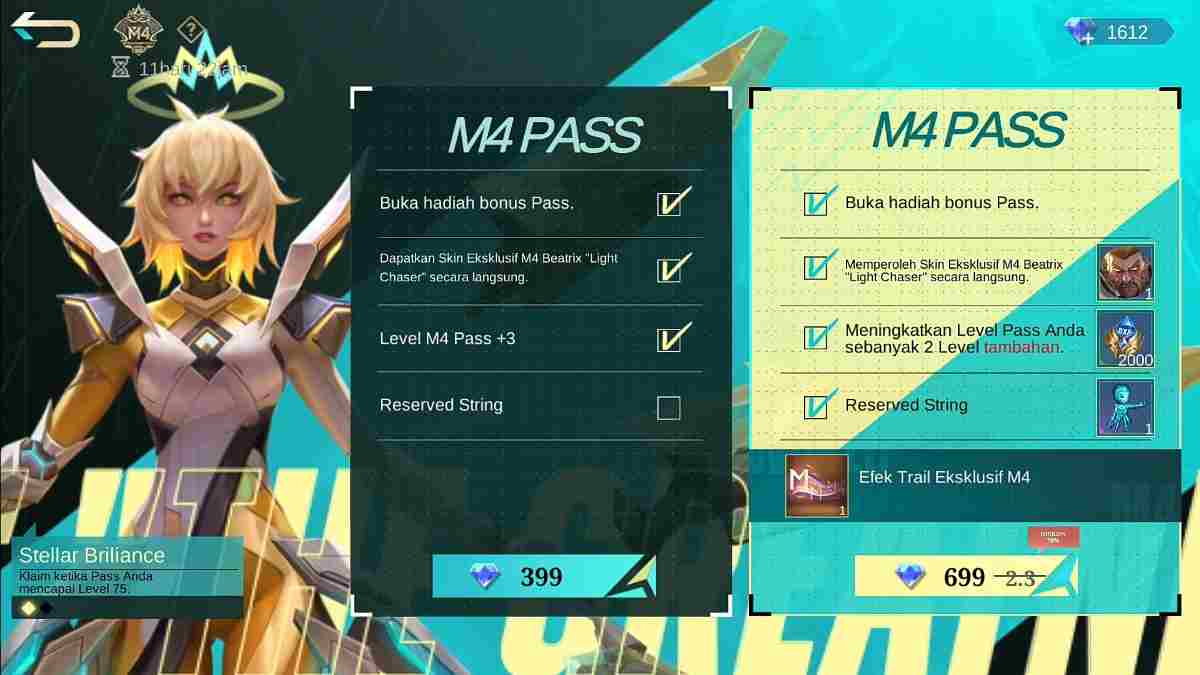 M4
?
1612
M4 PASS
Buka hadiah bonus Pass.
Dapatkan Skin Eksklusif M4 Beatrix "Light
Chaser" secara langsung.
Level M4 Pass +3
Reserved String
399
M4 PASS
Buka hadiah bonus Pass.
Memperoleh Skin Eksklusif M4 Beatrix
"Light Chaser" secara langsung.
1
Meningkatkan Level Pass Anda
sebanyak 2 Level tambahan.
2000
Reserved String
1
Efek Trail Eksklusif M4
1
699 2.3
Stellar Briliance
Klaim ketika Pass Anda
mencapai Level 75.